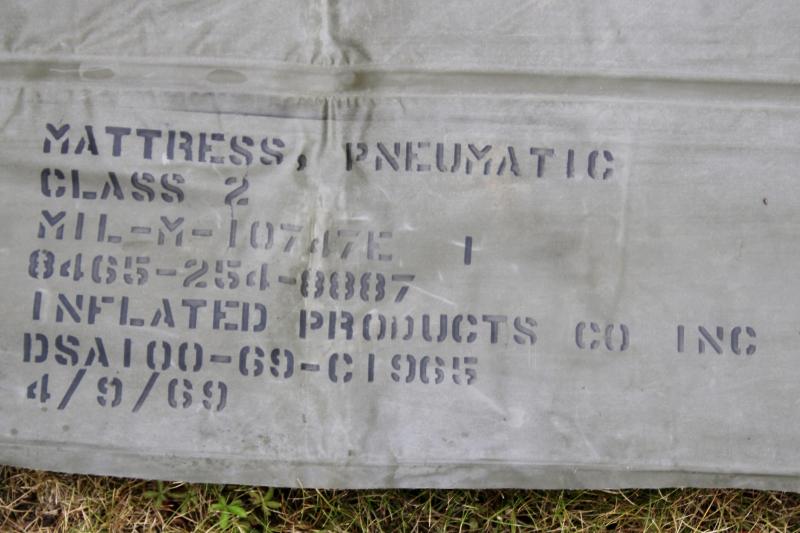 MATTRESS, PNEUMATIC
CLASS 2
MIL-M-10747E 1
8465-254-8887
INFLATED PRODUCTS CO INC
DSA100-69-C1965
4/9/69